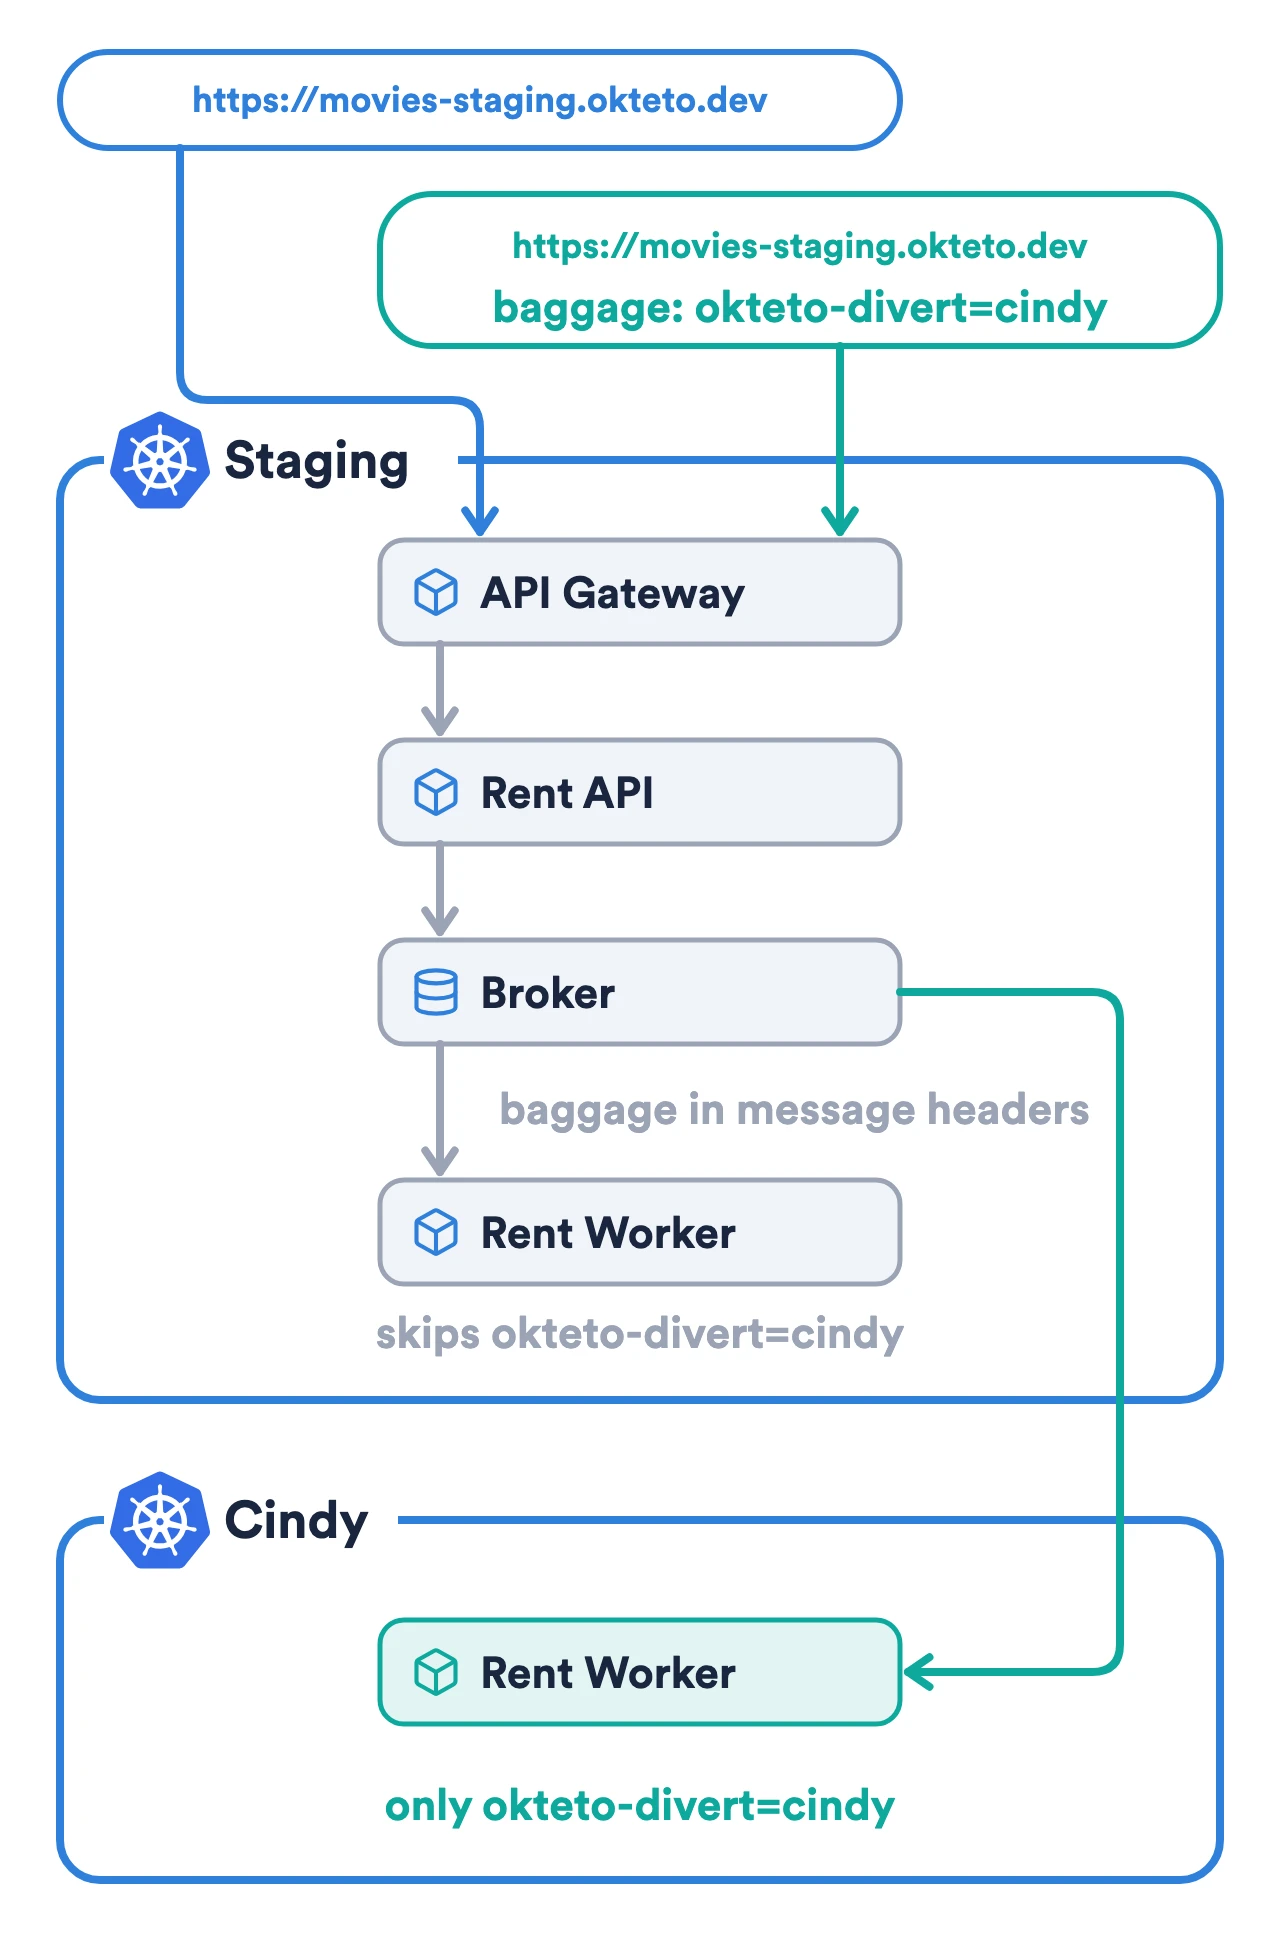 https://movies-staging.okteto.dev
https://movies-staging.okteto.dev
baggage: okteto-divert=cindy
Staging
API Gateway
Rent API
Broker
baggage in message headers
Rent Worker
skips okteto-divert=cindy
Cindy
Rent Worker
only okteto-divert=cindy